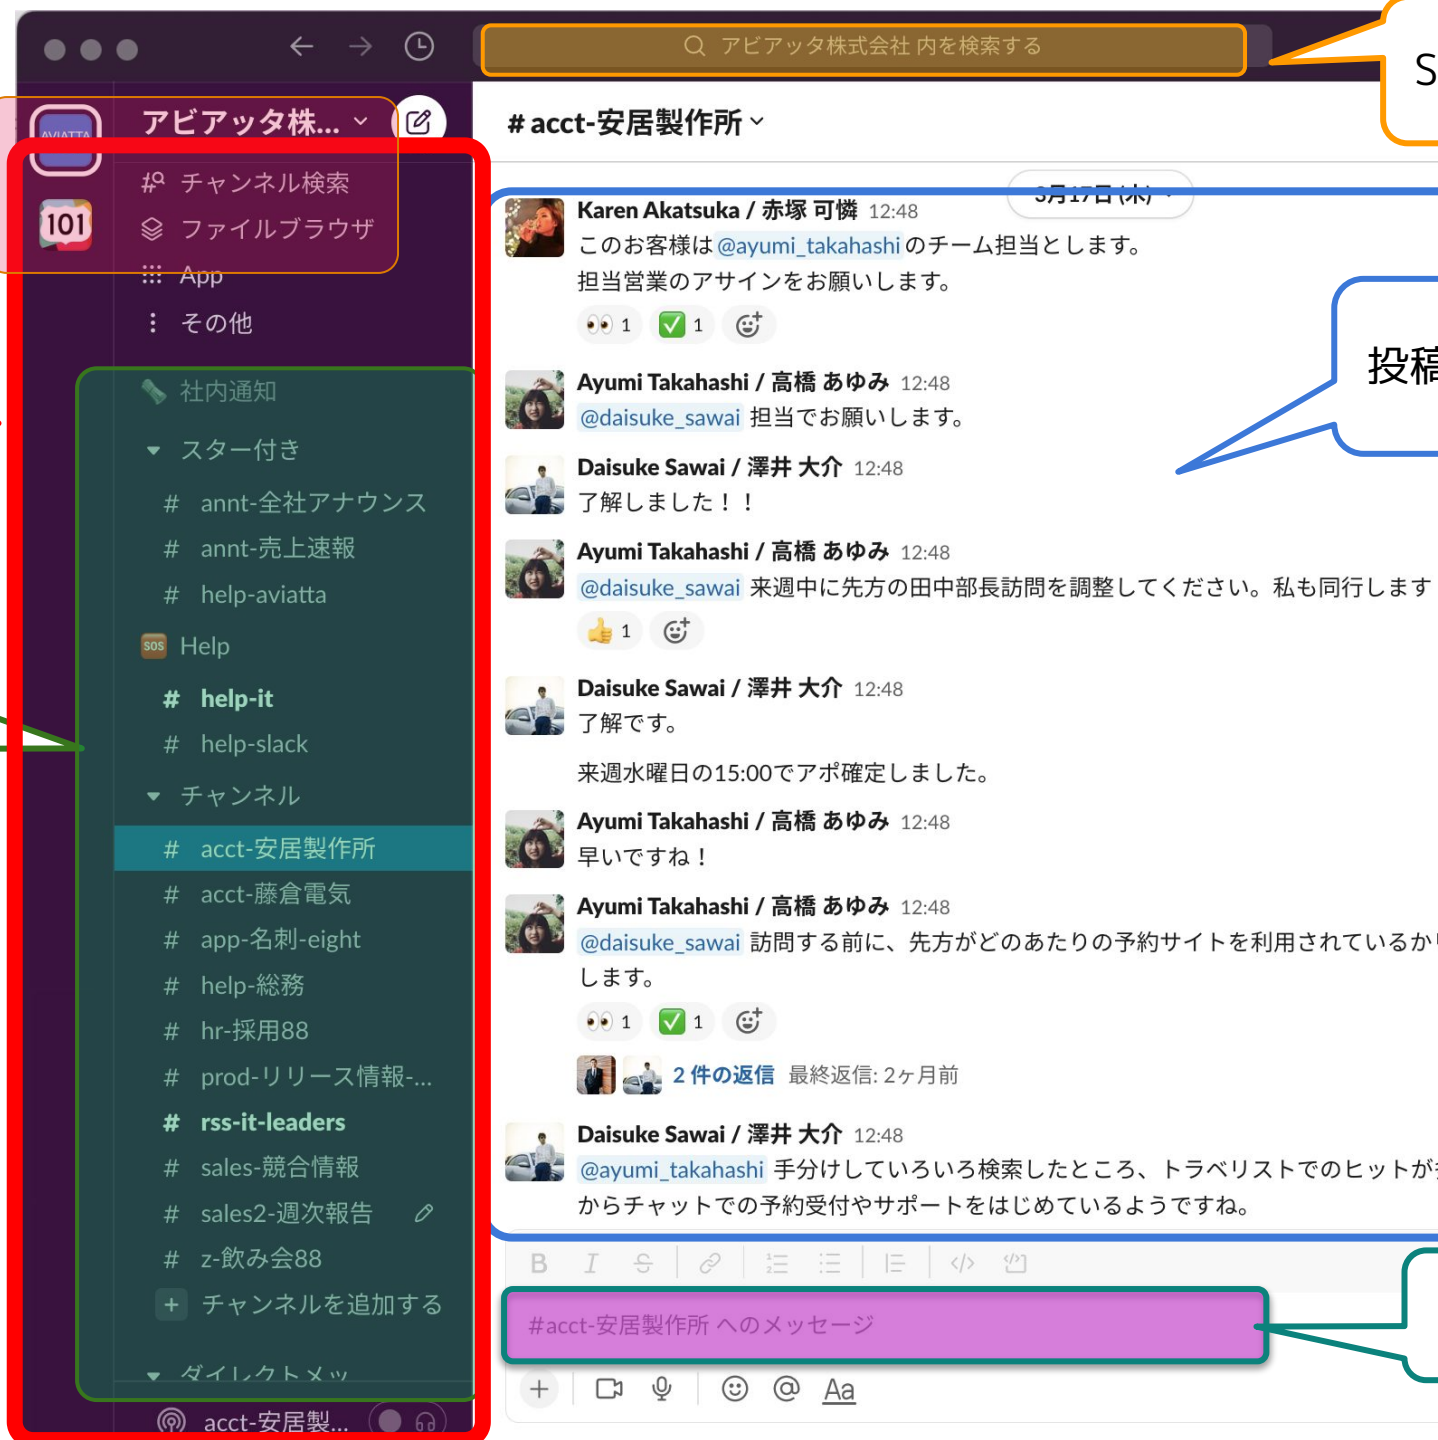 アビアッタ株式会社 内を検索する
S
AVIATTA
アビアッタ株...
101
チャンネル検索
ファイルブラウザ
App
その他
社内通知
スター付き
# annt-全社アナウンス
# annt-売上速報
# help-aviatta
SOS Help
# help-it
# help-slack
チャンネル
# acct-安居製作所
# acct-藤倉電気
# app-名刺-eight
# help-総務
# hr-採用88
# prod-リリース情報-...
# rss-it-leaders
# sales-競合情報
# sales2-週次報告
# z-飲み会88
+ チャンネルを追加する
ダイレクトメッ
acct-安居製...
# acct-安居製作所
3月17日 (水)
Karen Akatsuka / 赤塚 可憐 12:48
このお客様は @ayumi_takahashi のチーム担当とします。
担当営業のアサインをお願いします。
1 1
投稿
Ayumi Takahashi / 高橋 あゆみ 12:48
@daisuke_sawai 担当でお願いします。
Daisuke Sawai / 澤井 大介 12:48
了解しました！！
Ayumi Takahashi / 高橋 あゆみ 12:48
@daisuke_sawai 来週中に先方の田中部長訪問を調整してください。私も同行します
1
Daisuke Sawai / 澤井 大介 12:48
了解です。
来週水曜日の15:00でアポ確定しました。
Ayumi Takahashi / 高橋 あゆみ 12:48
早いですね！
Ayumi Takahashi / 高橋 あゆみ 12:48
@daisuke_sawai 訪問する前に、先方がどのあたりの予約サイトを利用されているか
します。
1 1
2 件の返信 最終返信: 2ヶ月前
Daisuke Sawai / 澤井 大介 12:48
@ayumi_takahashi 手分けしていろいろ検索したところ、トラベリストでのヒットが
からチャットでの予約受付やサポートをはじめているようですね。
B I S
#acct-安居製作所 へのメッセージ
+ @ Aa